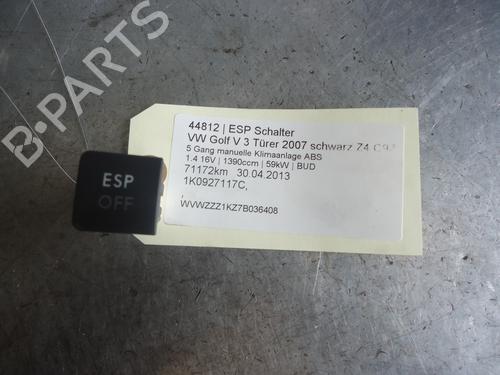 44812 | ESP Schalter
VW Golf V 3 Türer 2007 schwarz Z4
5 Gang manuelle Klimaanlage ABS
1.4 16V | 1390ccm | 59kW | BUD
71172km 30.04.2013
1K0927117C,
WVWZZZ1KZ7B036408
ESP
OFF
B-PARTS